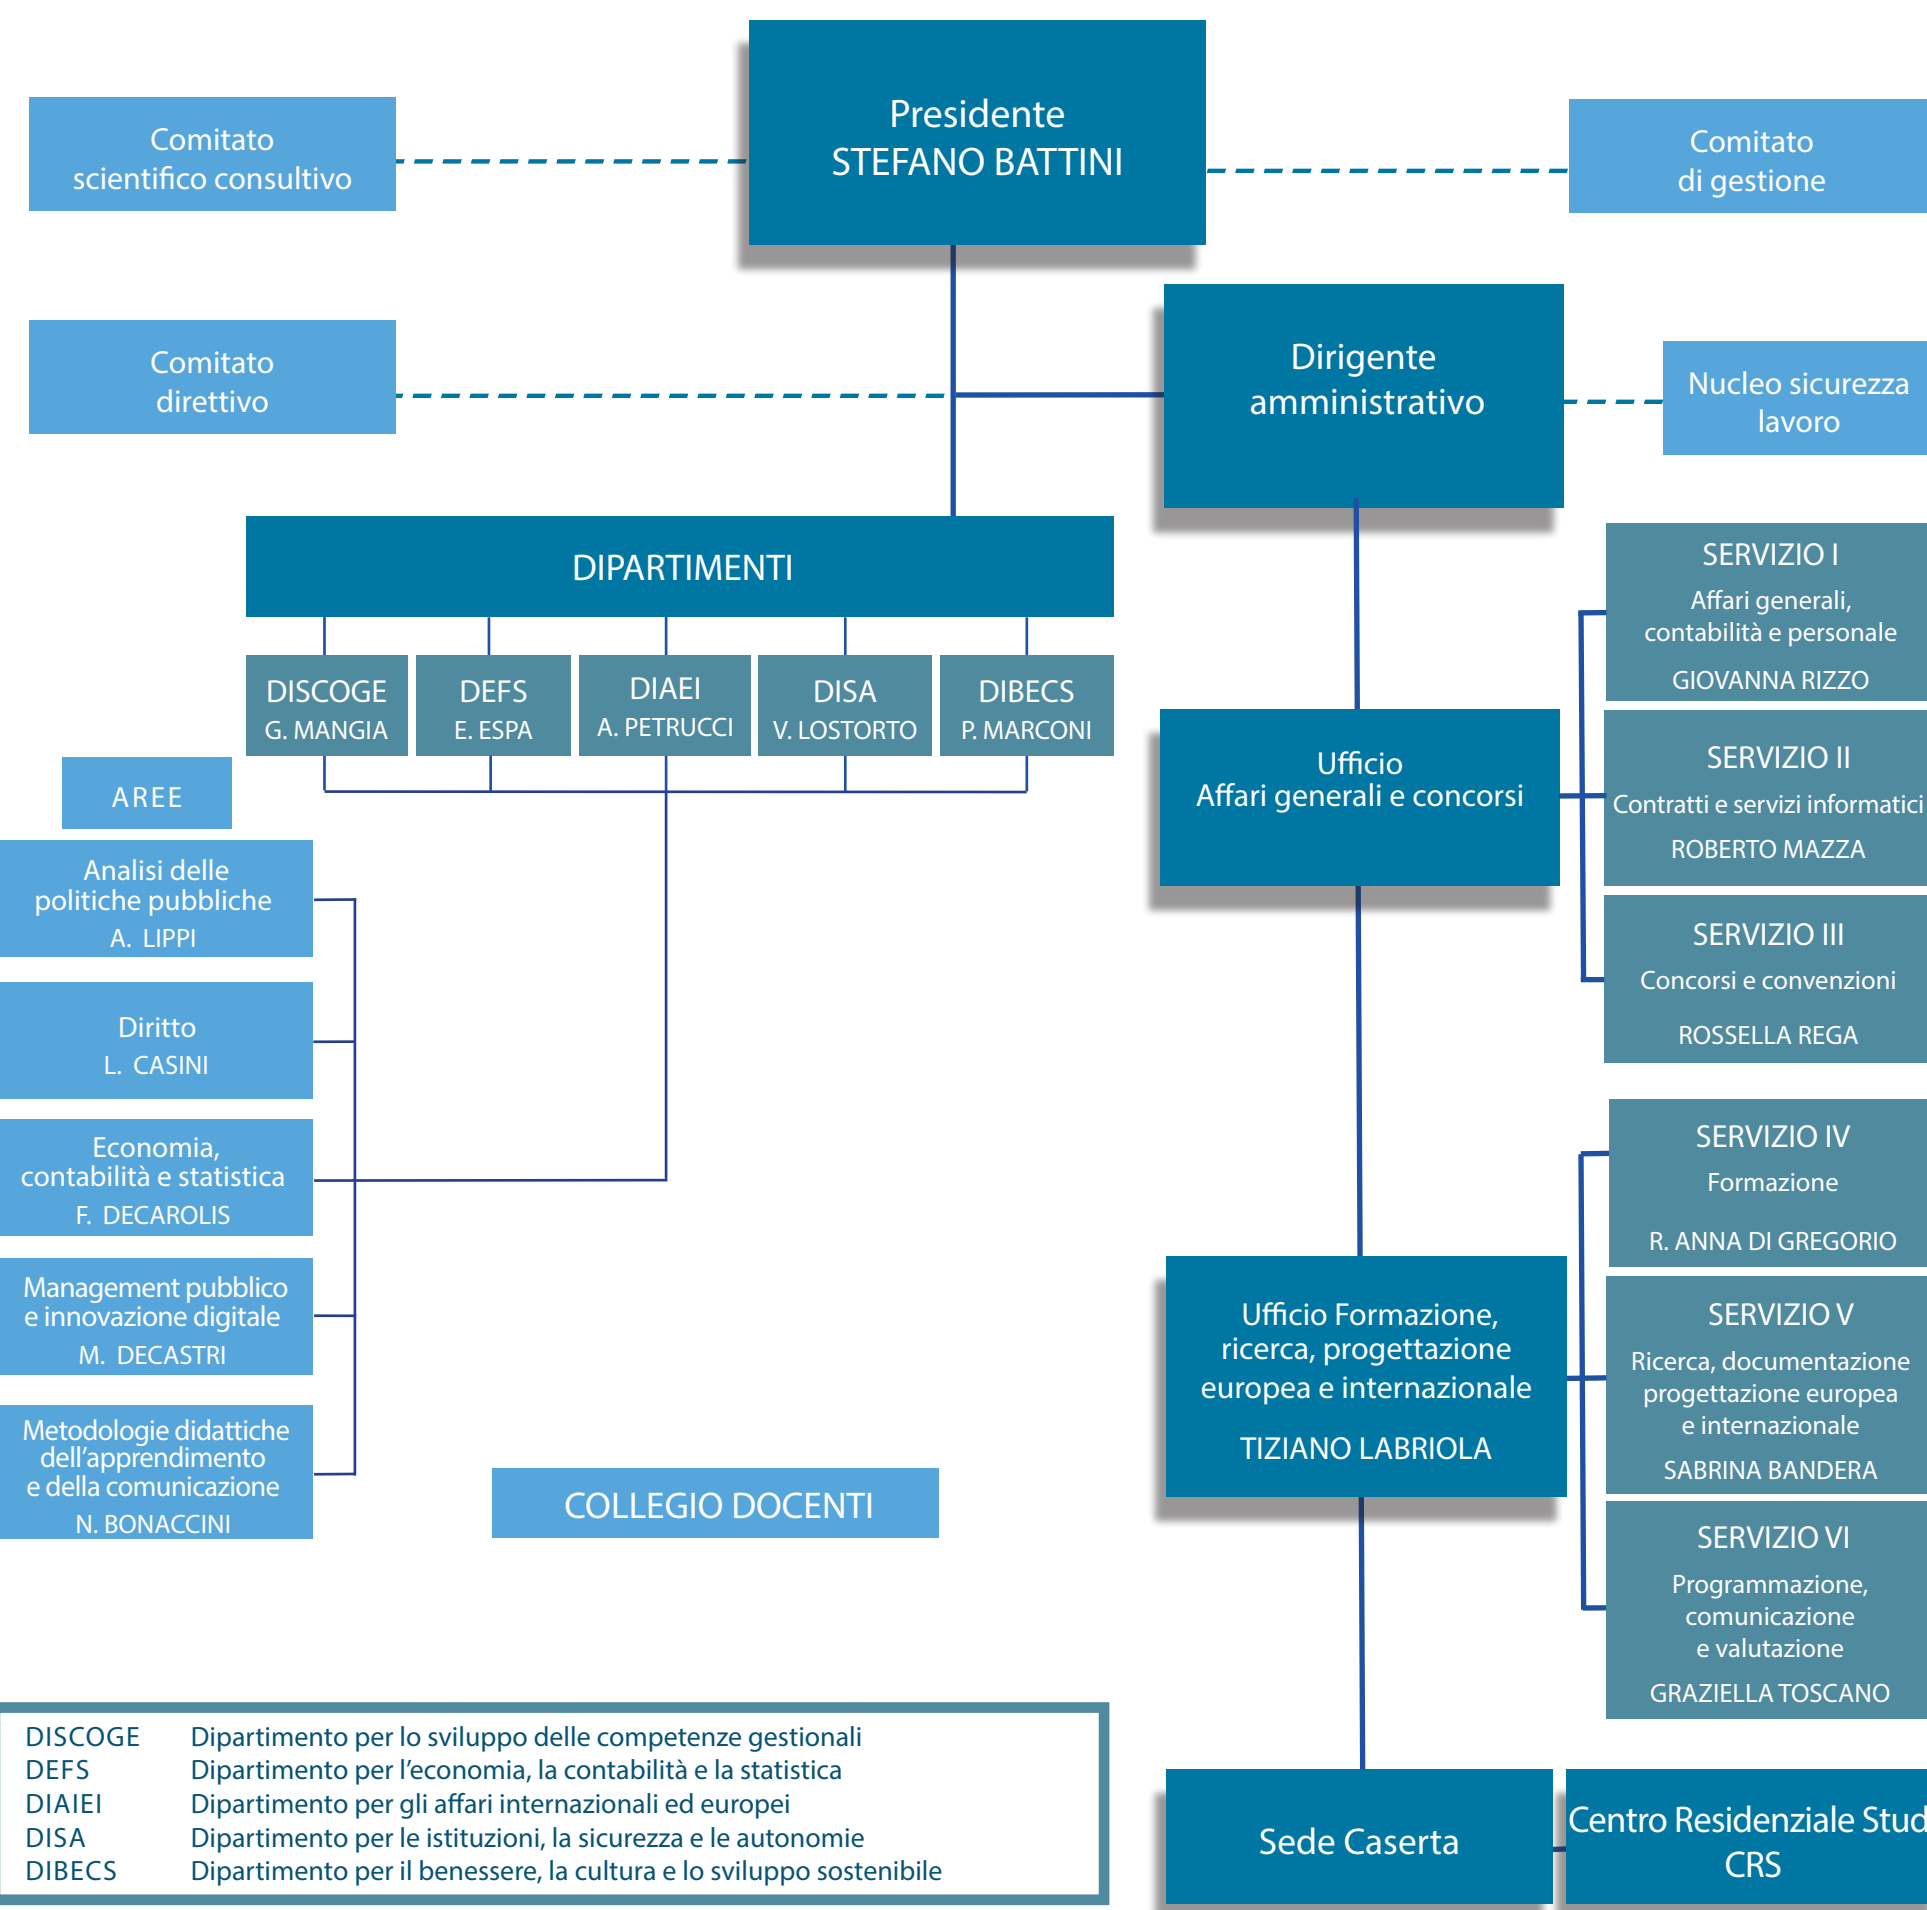 Presidente
STEFANO BATTINI
Comitato
scientifico consultivo
Comitato
di gestione
Comitato
direttivo
Dirigente
amministrativo
Nucleo sicurezza
lavoro
DIPARTIMENTI
DISCOGE
G. MANGIA
DEFS
E. ESPA
DIAEI
A. PETRUCCI
DISA
V. LOSTORTO
DIBECS
P. MARCONI
AREE
Analisi delle
politiche pubbliche
A. LIPPI
Diritto
L. CASINI
Economia,
contabilità e statistica
F. DECAROLIS
Management pubblico
e innovazione digitale
M. DECASTRI
Metodologie didattiche
dell'apprendimento
e della comunicazione
N. BONACCINI
COLLEGIO DOCENTI
Ufficio
Affari generali e concorsi
SERVIZIO I
Affari generali,
contabilità e personale
GIOVANNA RIZZO
SERVIZIO II
Contratti e servizi informatici
ROBERTO MAZZA
SERVIZIO III
Concorsi e convenzioni
ROSSELLA REGA
Ufficio Formazione,
ricerca, progettazione
europea e internazionale
TIZIANO LABRIOLA
SERVIZIO IV
Formazione
R. ANNA DI GREGORIO
SERVIZIO V
Ricerca, documentazione
progettazione europea
e internazionale
SABRINA BANDERA
SERVIZIO VI
Programmazione,
comunicazione
e valutazione
GRAZIELLA TOSCANO
Sede Caserta
Centro Residenziale Stud
CRS
DISCOGE Dipartimento per lo sviluppo delle competenze gestionali
DEFS Dipartimento per l'economia, la contabilità e la statistica
DIAIEI Dipartimento per gli affari internazionali ed europei
DISA Dipartimento per le istituzioni, la sicurezza e le autonomie
DIBECS Dipartimento per il benessere, la cultura e lo sviluppo sostenibile